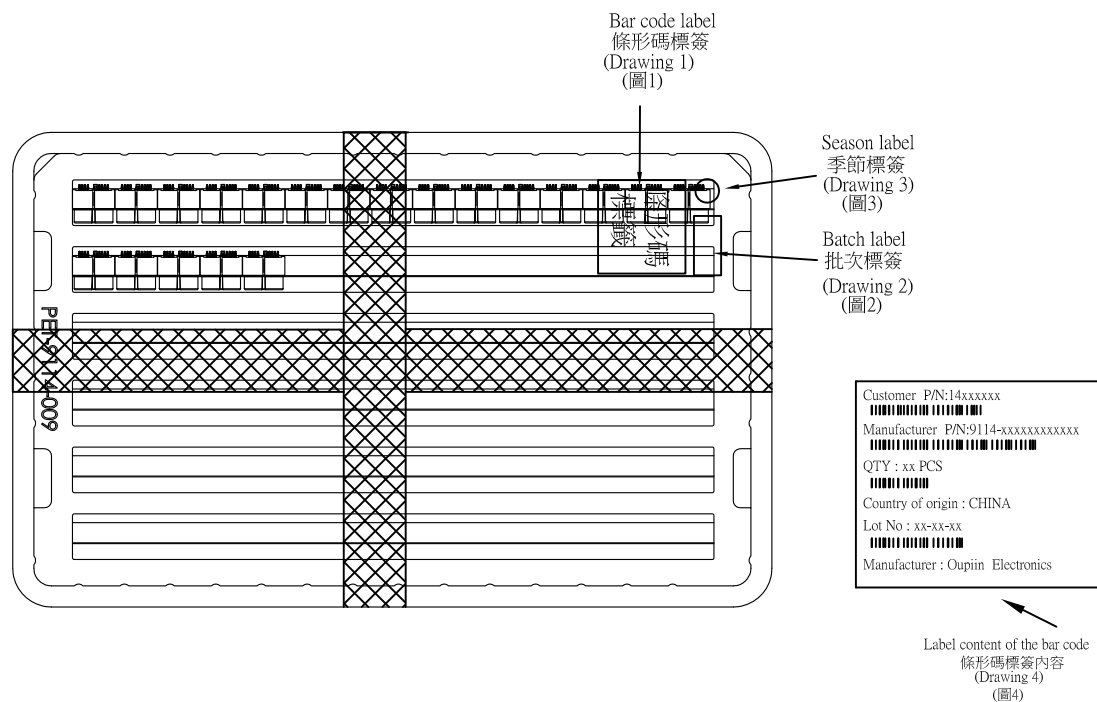 Bar code label
條形碼標簽
(Drawing 1)
(圖1)
Season label
季節標簽
(Drawing 3)
(圖3)
Batch label
批次標簽
(Drawing 2)
(圖2)
條形碼
標籤
PET-9114-009
Customer P/N:14xxxxxx
Manufacturer P/N:9114-xxxxxxxxxxxx
QTY : xx PCS
Country of origin : CHINA
Lot No : xx-xx-xx
Manufacturer : Oupiin Electronics
Label content of the bar code
條形碼標簽內容
(Drawing 4)
(圖4)